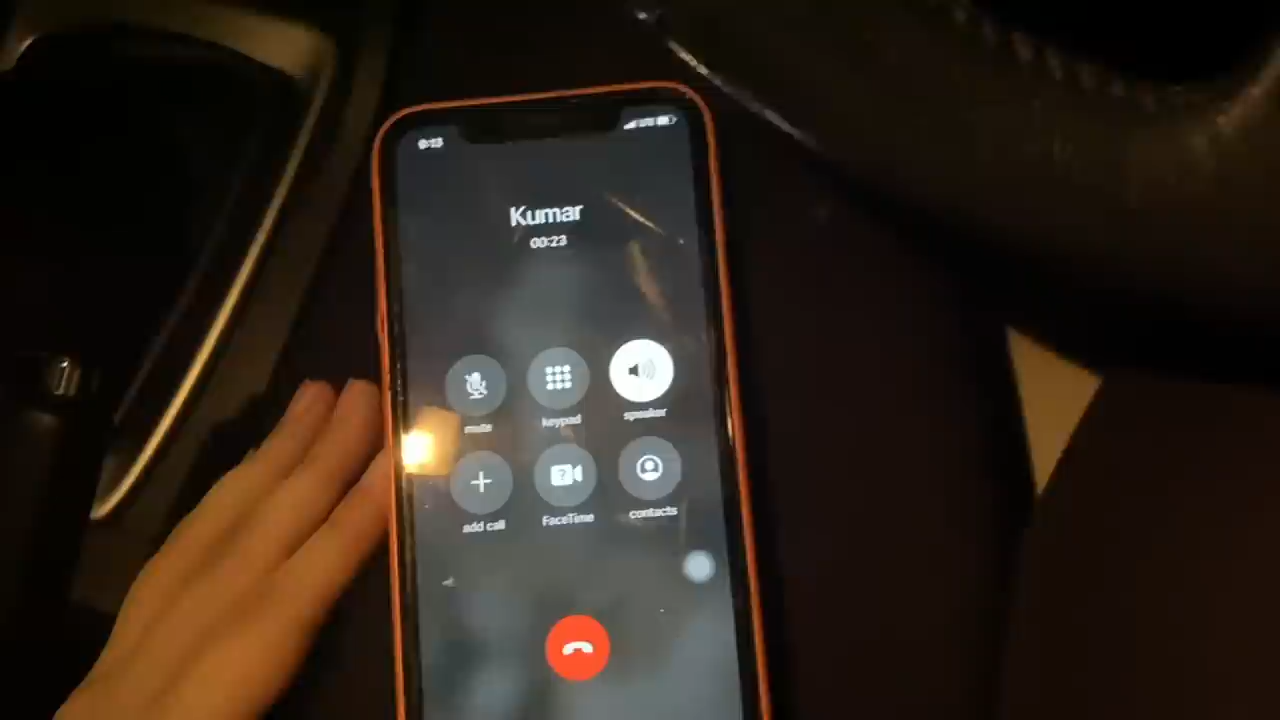 Kumar
00:23
mute
keypad
speaker
add call
FaceTime
contacts